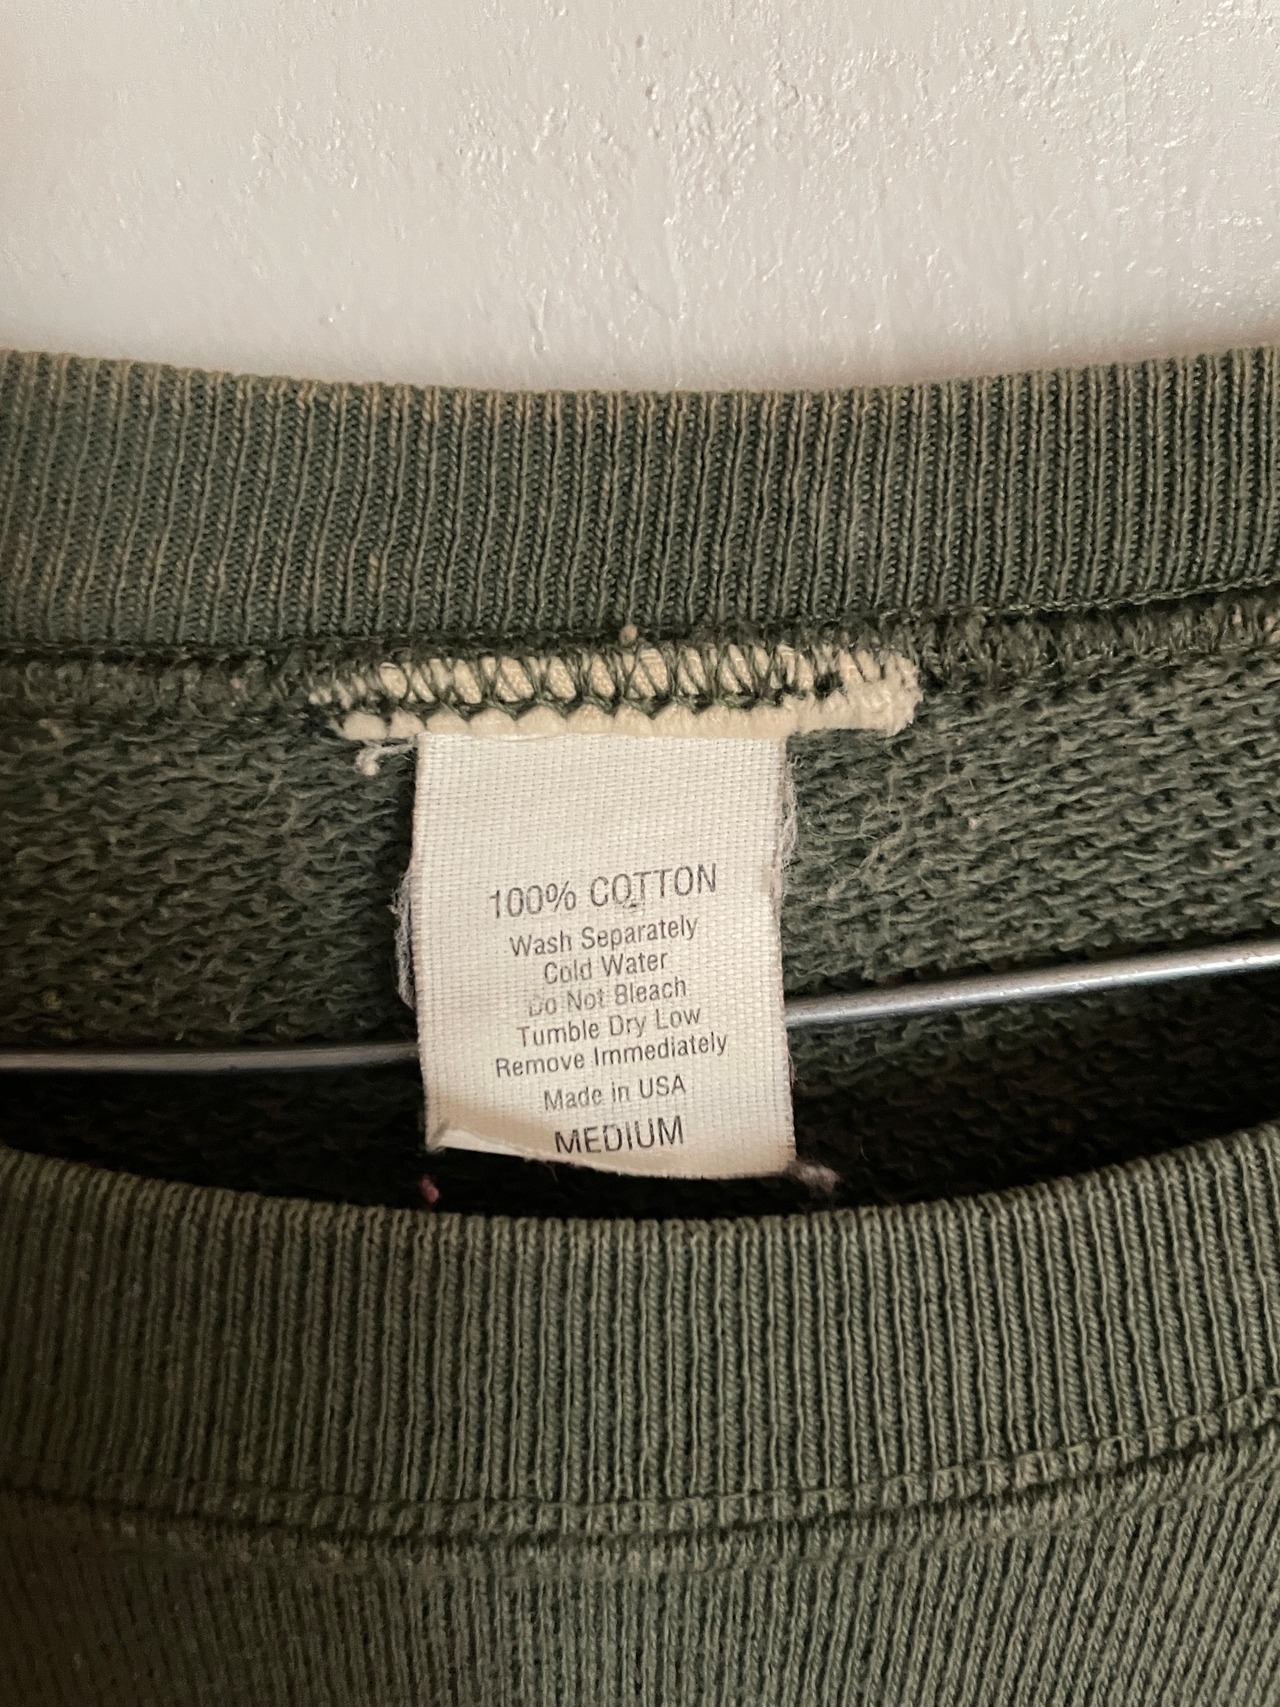 100% COTTON
Wash Separately
Cold Water
Do Not Bleach
Tumble Dry Low
Remove Immediately
Made in USA
MEDIUM